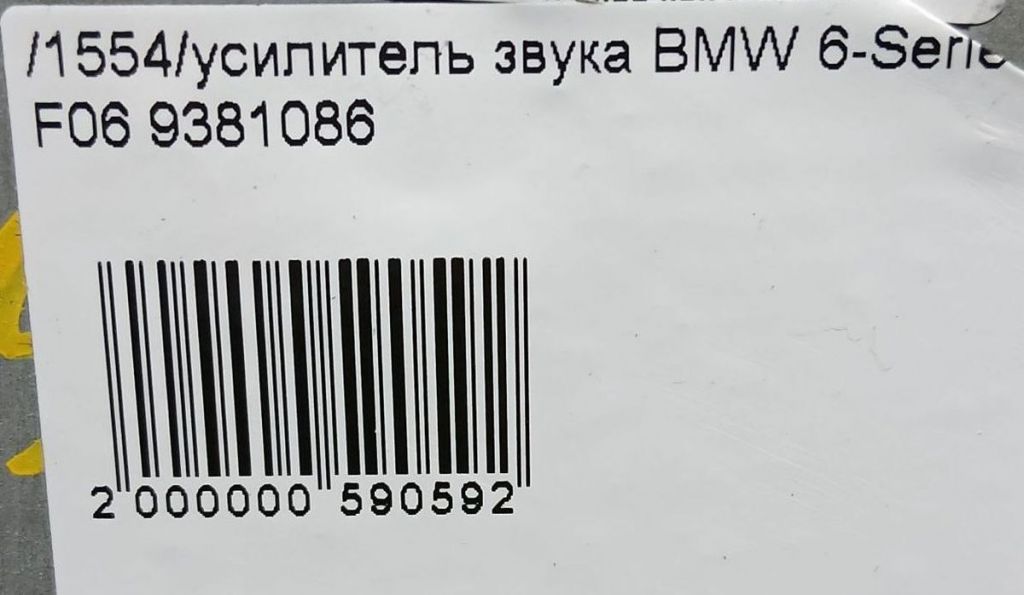 /1554/усилитель звука BMW 6-Serie
F06 9381086
2 000000 590592